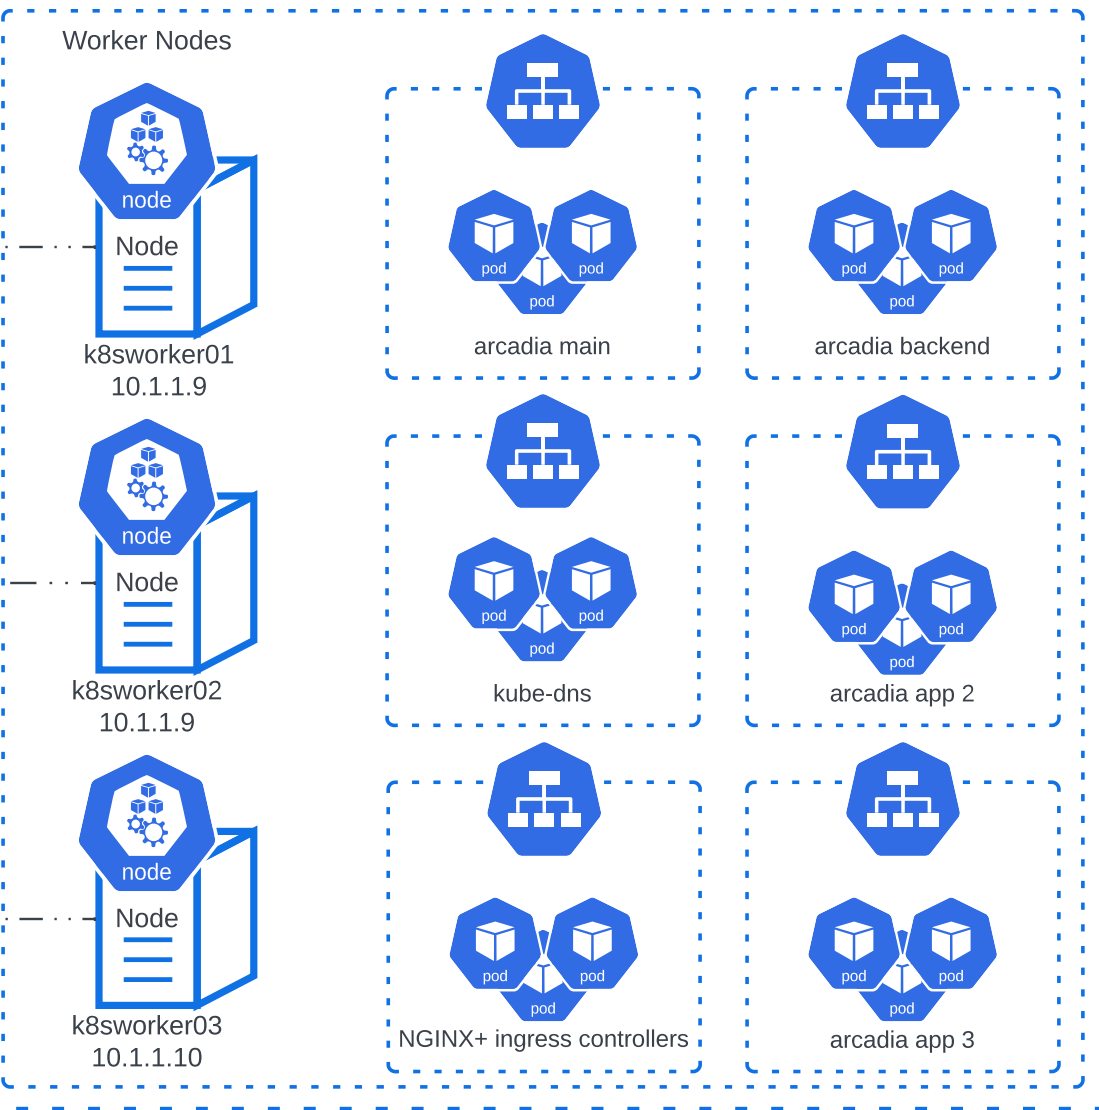 Worker Nodes
node
Node
k8sworker01
10.1.1.9
pod
pod
pod
arcadia main
pod
pod
pod
arcadia backend
node
Node
k8sworker02
10.1.1.9
pod
pod
pod
kube-dns
pod
pod
pod
arcadia app 2
node
Node
k8sworker03
10.1.1.10
pod
pod
pod
NGINX+ ingress controllers
pod
pod
pod
arcadia app 3